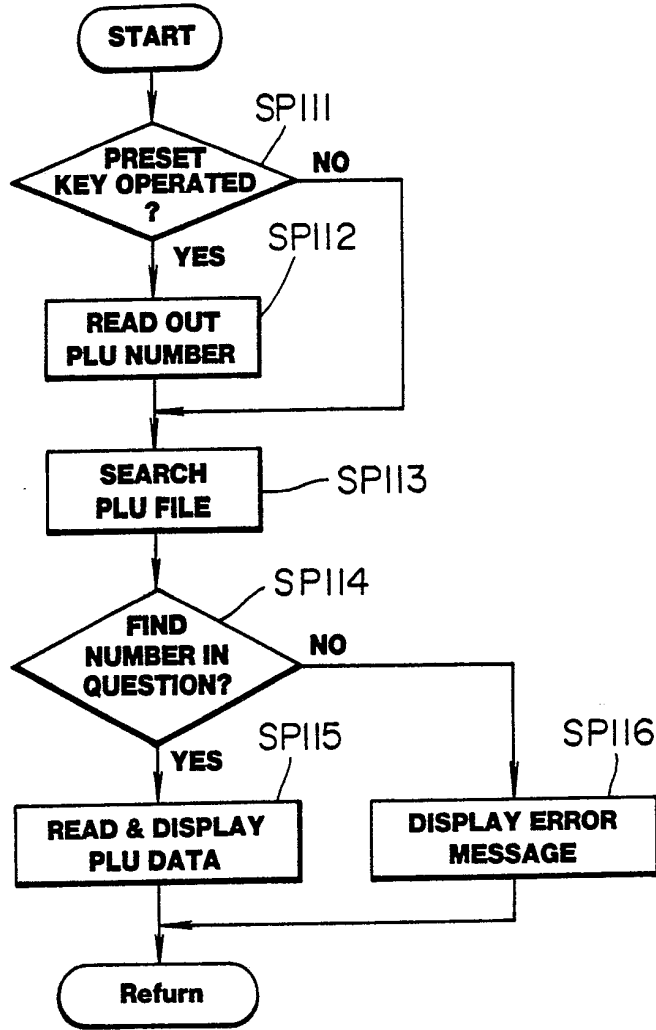 START
SP111
PRESET
KEY OPERATED
?
NO
YES
SP112
READ OUT
PLU NUMBER
SEARCH
PLU FILE
SP113
SP114
FIND
NUMBER IN
QUESTION?
NO
YES
SP115
SP116
READ & DISPLAY
PLU DATA
DISPLAY ERROR
MESSAGE
Refurn